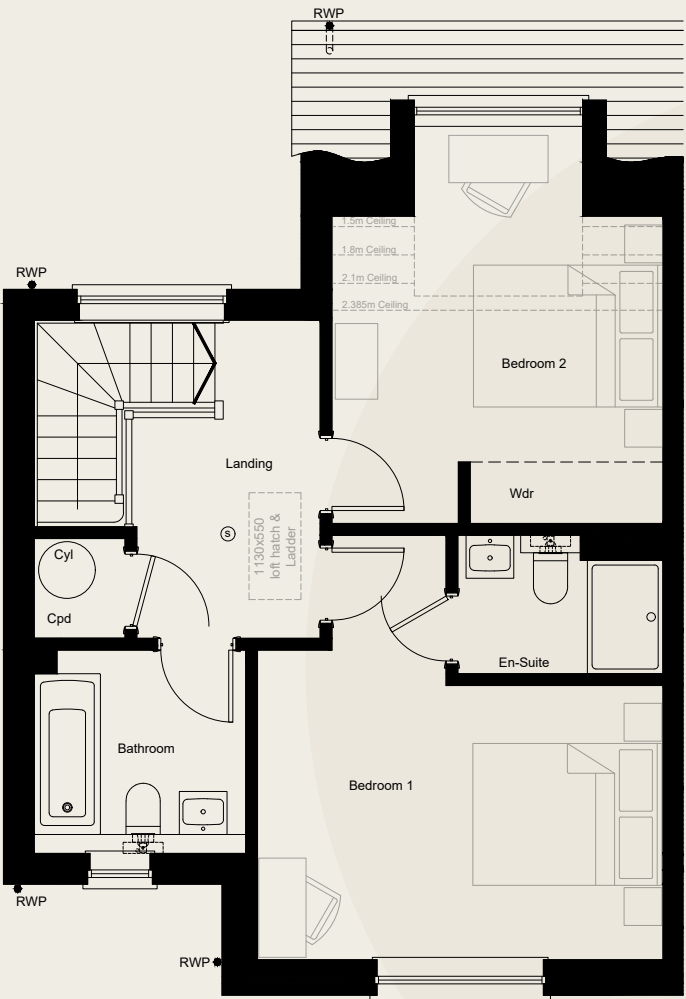 RWP
1.5m Ceiling
1.8m Ceiling
RWP
2.1m Ceiling
2.385m Ceiling
Bedroom 2
Landing
Wdr
1130x550
loft hatch &
Ladder
S
Cyl
Cpd
En-Suite
Bathroom
Bedroom 1
RWP
RWP